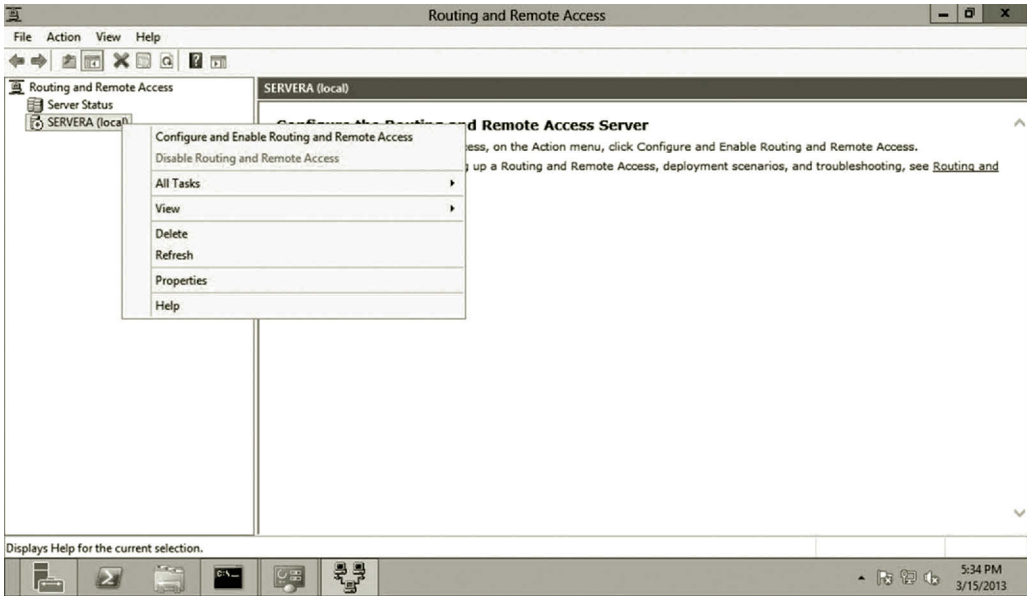 Routing and Remote Access
File Action View Help
Routing and Remote Access
Server Status
SERVERA (local)
SERVERA (local)
Configure the Routing and Remote Access Server
ess, on the Action menu, click Configure and Enable Routing and Remote Access.
up a Routing and Remote Access, deployment scenarios, and troubleshooting, see Routing and
Configure and Enable Routing and Remote Access
Disable Routing and Remote Access
All Tasks
View
Delete
Refresh
Properties
Help
Displays Help for the current selection.
C:\_
5:34 PM
3/15/2013